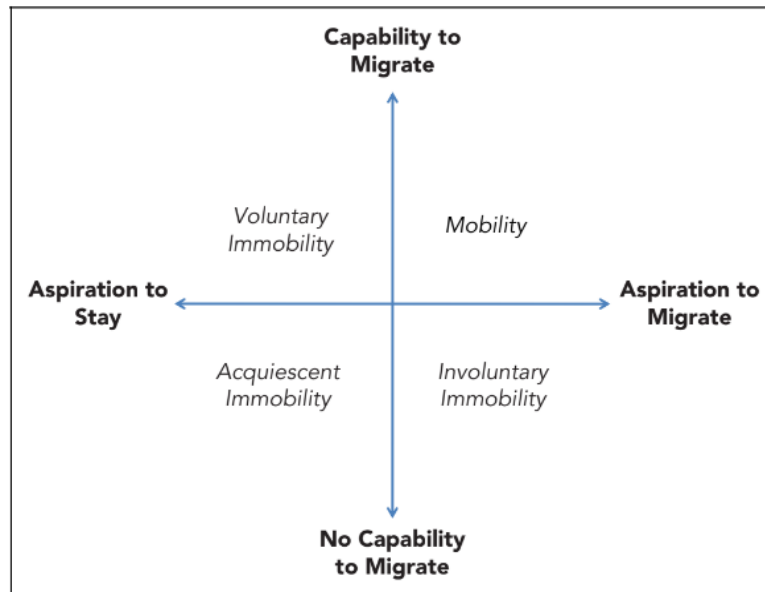 Capability to
Migrate
Voluntary
Immobility
Mobility
Aspiration to
Stay
Aspiration to
Migrate
Acquiescent
Immobility
Involuntary
Immobility
No Capability
to Migrate